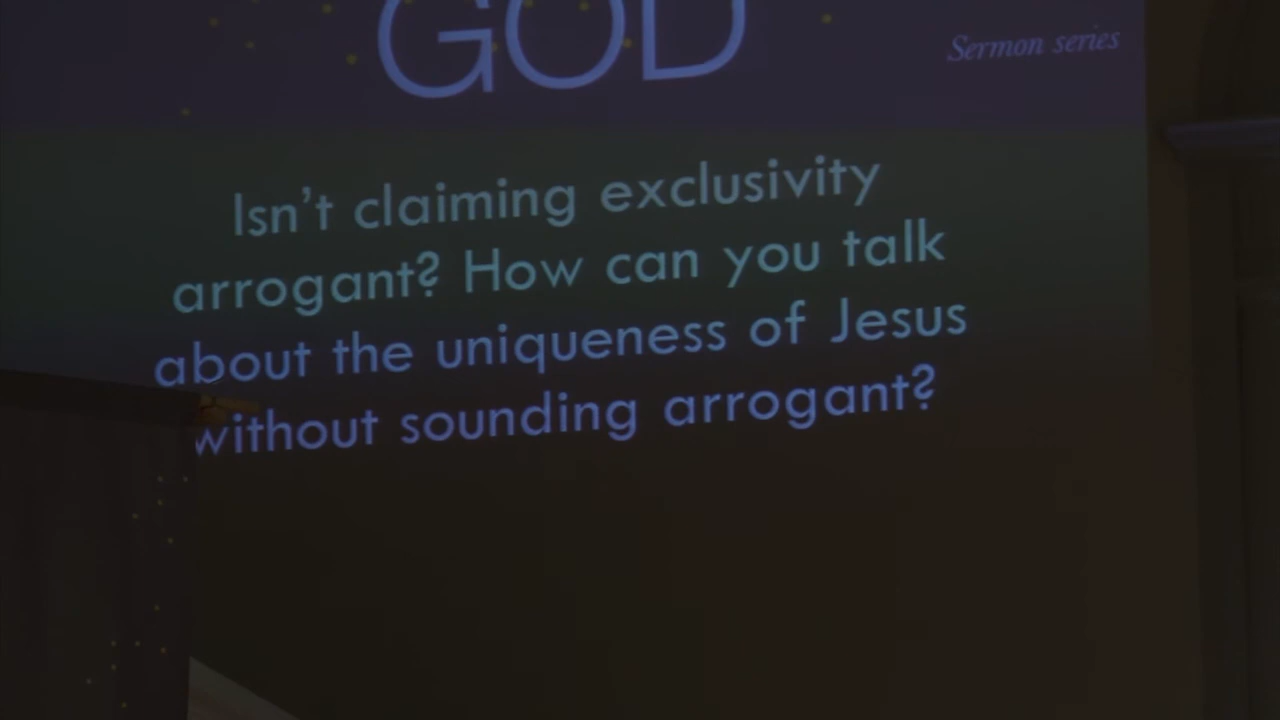 GOD
Sermon series
Isn't claiming exclusivity
arrogant? How can you talk
about the uniqueness of Jesus
without sounding arrogant?